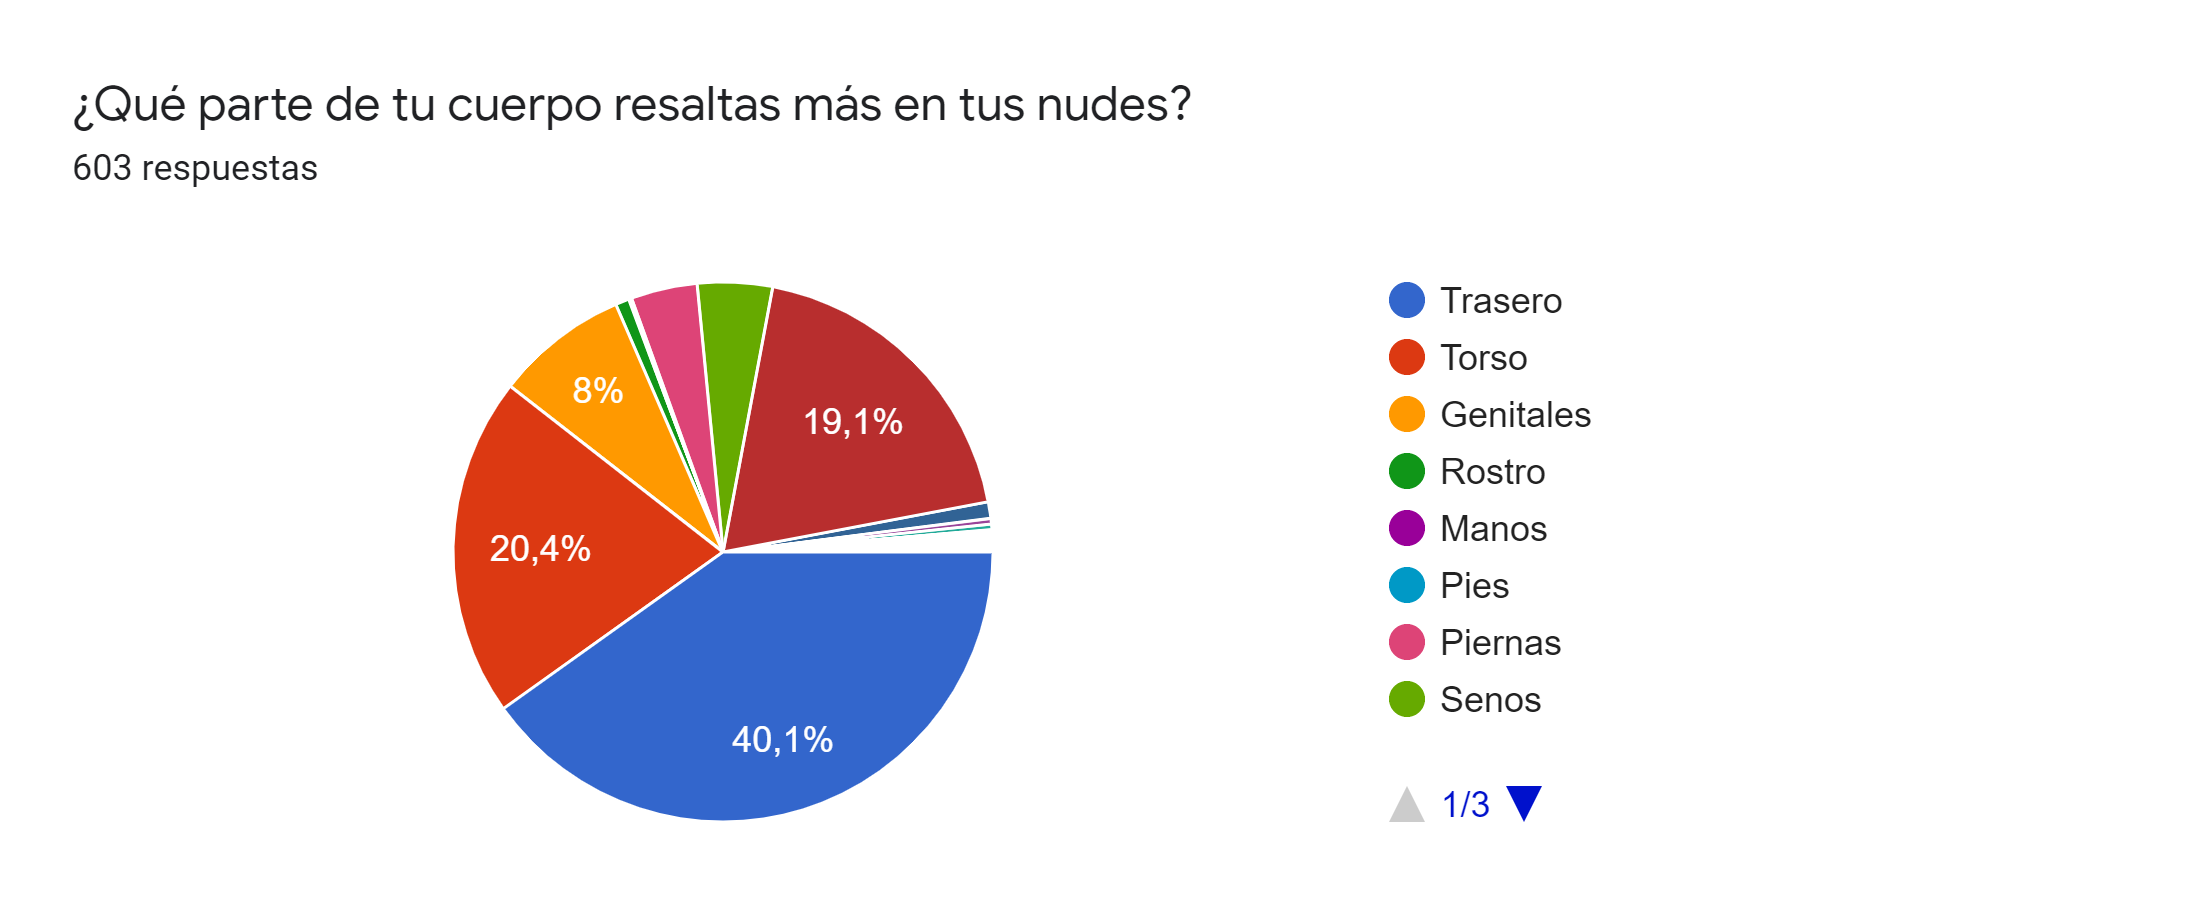 ¿Qué parte de tu cuerpo resaltas más en tus nudes?
603 respuestas
8%
19,1%
20,4%
40,1%
Trasero
Torso
Genitales
Rostro
Manos
Pies
Piernas
Senos
1/3